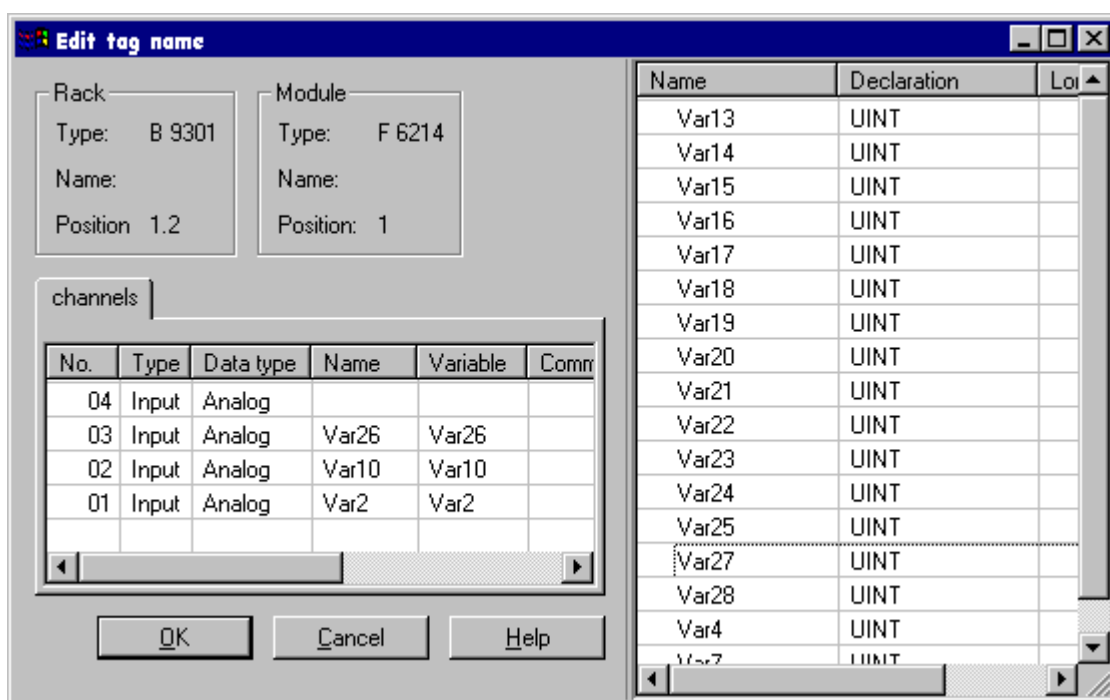 Edit tag name
Rack
Type: B 9301
Name:
Position 1.2
Module
Type: F 6214
Name:
Position: 1
channels
No. Type Data type Name Variable Comm
04 Input Analog
03 Input Analog Var26 Var26
02 Input Analog Var10 Var10
01 Input Analog Var2 Var2
OK Cancel Help
Name Declaration Lo
Var13 UINT
Var14 UINT
Var15 UINT
Var16 UINT
Var17 UINT
Var18 UINT
Var19 UINT
Var20 UINT
Var21 UINT
Var22 UINT
Var23 UINT
Var24 UINT
Var25 UINT
Var27 UINT
Var28 UINT
Var4 UINT
Var7 UINT